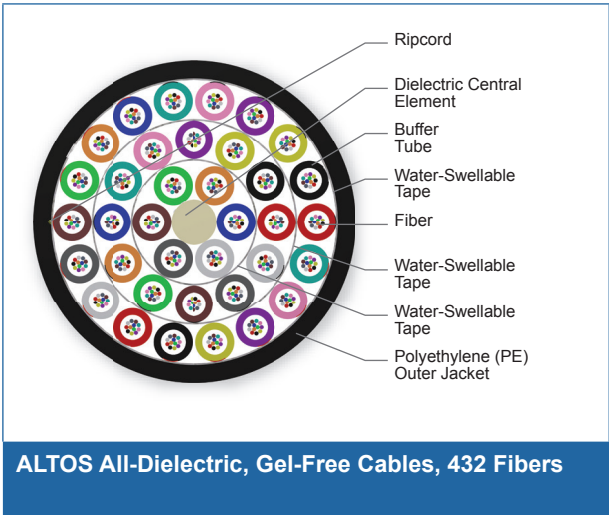 Ripcord
Dielectric Central
Element
Buffer
Tube
Water-Swellable
Tape
Fiber
Water-Swellable
Tape
Water-Swellable
Tape
Polyethylene (PE)
Outer Jacket
ALTOS All-Dielectric, Gel-Free Cables, 432 Fibers